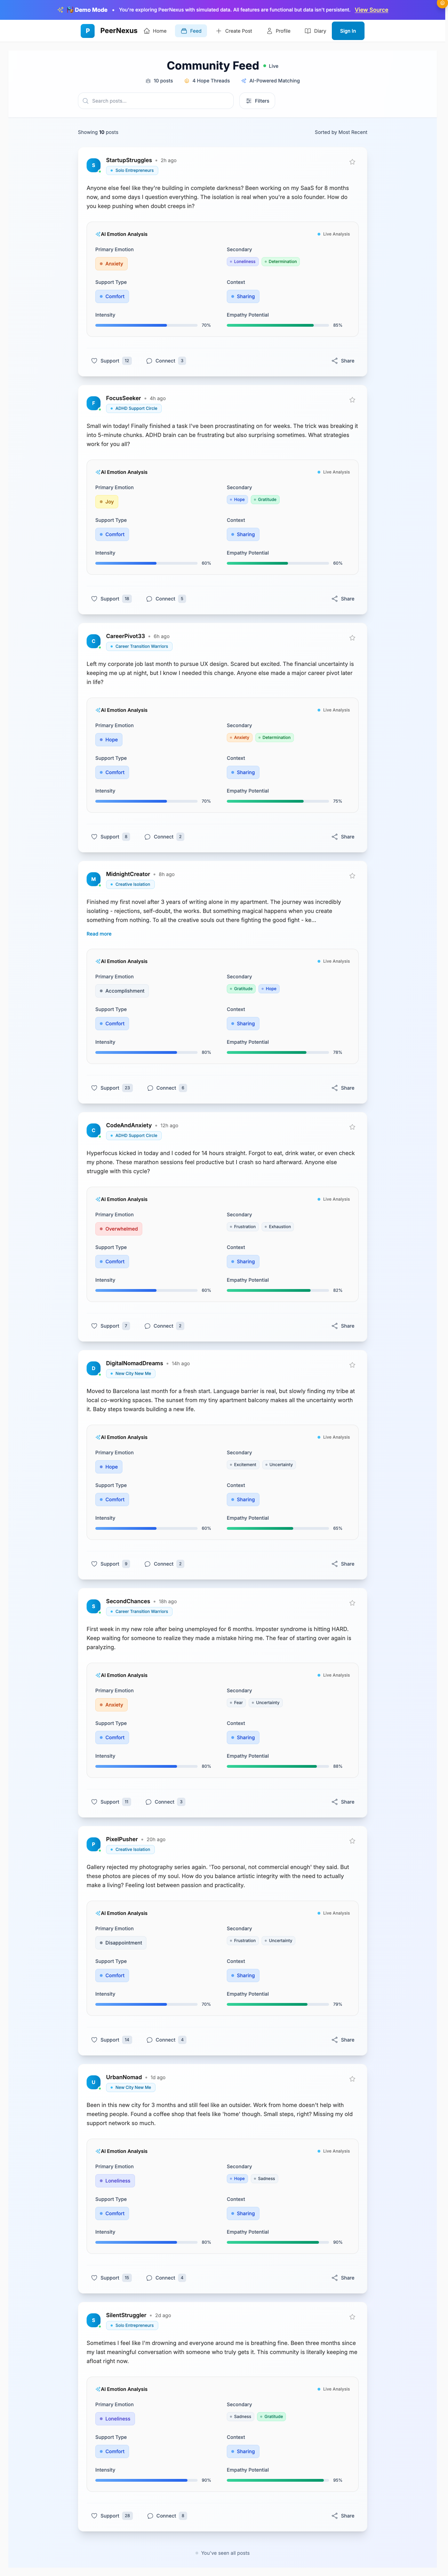 Demo Mode • You're exploring PeerNexus with simulated data. All features are functional but data isn't persistent. View Source
P PeerNexus Home Feed Create Post Profile Diary Sign In
Community Feed Live
10 posts 4 Hope Threads AI-Powered Matching
Search posts... Filters
Showing 10 posts Sorted by Most Recent
S StartupStruggles • 2h ago
Solo Entrepreneurs
Anyone else feel like they're building in complete darkness? Been working on my SaaS for 8 months
now, and some days I question everything. The isolation is real when you're a solo founder. How do
you keep pushing when doubt creeps in?
AI Emotion Analysis Live Analysis
Primary Emotion Secondary
Anxiety Loneliness Determination
Support Type Context
Comfort Sharing
Intensity Empathy Potential
70% 85%
Support 12 Connect 3 Share
F FocusSeeker • 4h ago
ADHD Support Circle
Small win today! Finally finished a task I've been procrastinating on for weeks. The trick was breaking it
into 5-minute chunks. ADHD brain can be frustrating but also surprising sometimes. What strategies
work for you all?
AI Emotion Analysis Live Analysis
Primary Emotion Secondary
Joy Hope Gratitude
Support Type Context
Comfort Sharing
Intensity Empathy Potential
60% 60%
Support 18 Connect 5 Share
C CareerPivot33 • 6h ago
Career Transition Warriors
Left my corporate job last month to pursue UX design. Scared but excited. The financial uncertainty is
keeping me up at night, but I know I needed this change. Anyone else made a major career pivot later
in life?
AI Emotion Analysis Live Analysis
Primary Emotion Secondary
Hope Anxiety Determination
Support Type Context
Comfort Sharing
Intensity Empathy Potential
70% 75%
Support 8 Connect 2 Share
M MidnightCreator • 8h ago
Creative Isolation
Finished my first novel after 3 years of writing alone in my apartment. The journey was incredibly
isolating - rejections, self-doubt, the works. But something magical happens when you create
something from nothing. To all the creative souls out there fighting the good fight - ke...
Read more
AI Emotion Analysis Live Analysis
Primary Emotion Secondary
Accomplishment Gratitude Hope
Support Type Context
Comfort Sharing
Intensity Empathy Potential
80% 78%
Support 23 Connect 8 Share
C CodeAndAnxiety • 12h ago
ADHD Support Circle
Hyperfocus kicked in today and I coded for 14 hours straight. Forgot to eat, drink water, or even check
my phone. These marathon sessions feel productive but I crash so hard afterward. Anyone else
struggle with this cycle?
AI Emotion Analysis Live Analysis
Primary Emotion Secondary
Overwhelmed Frustration Exhaustion
Support Type Context
Comfort Sharing
Intensity Empathy Potential
60% 82%
Support 7 Connect 2 Share
D DigitalNomadDreams • 14h ago
New City New Me
Moved to Barcelona last month for a fresh start. Language barrier is real, but slowly finding my tribe at
local co-working spaces. The sunset from my tiny apartment balcony makes all the uncertainty worth
it. Baby steps towards building a new life.
AI Emotion Analysis Live Analysis
Primary Emotion Secondary
Hope Excitement Uncertainty
Support Type Context
Comfort Sharing
Intensity Empathy Potential
60% 65%
Support 9 Connect 2 Share
S SecondChances • 18h ago
Career Transition Warriors
First week in my new role after being unemployed for 6 months. Imposter syndrome is hitting HARD.
Keep waiting for someone to realize they made a mistake hiring me. The fear of starting over again is
paralyzing.
AI Emotion Analysis Live Analysis
Primary Emotion Secondary
Anxiety Fear Uncertainty
Support Type Context
Comfort Sharing
Intensity Empathy Potential
80% 88%
Support 11 Connect 3 Share
P PixelPusher • 20h ago
Creative Isolation
Gallery rejected my photography series again. 'Too personal, not commercial enough' they said. But
these photos are pieces of my soul. How do you balance artistic integrity with the need to actually
make a living? Feeling lost between passion and practicality.
AI Emotion Analysis Live Analysis
Primary Emotion Secondary
Disappointment Frustration Uncertainty
Support Type Context
Comfort Sharing
Intensity Empathy Potential
70% 79%
Support 14 Connect 4 Share
U UrbanNomad • 1d ago
New City New Me
Been in this new city for 3 months and still feel like an outsider. Work from home doesn't help with
meeting people. Found a coffee shop that feels like 'home' though. Small steps, right? Missing my old
support network so much.
AI Emotion Analysis Live Analysis
Primary Emotion Secondary
Loneliness Hope Sadness
Support Type Context
Comfort Sharing
Intensity Empathy Potential
80% 90%
Support 15 Connect 4 Share
S SilentStruggler • 2d ago
Solo Entrepreneurs
Sometimes I feel like I'm drowning and everyone around me is breathing fine. Been three months since
my last meaningful conversation with someone who truly gets it. This community is literally keeping me
afloat right now.
AI Emotion Analysis Live Analysis
Primary Emotion Secondary
Loneliness Sadness Gratitude
Support Type Context
Comfort Sharing
Intensity Empathy Potential
90% 95%
Support 28 Connect 8 Share
You've seen all posts